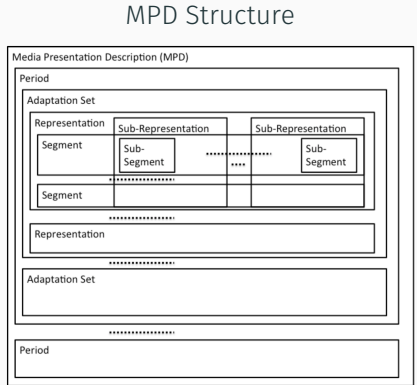 MPD Structure
Media Presentation Description (MPD)
Period
Adaptation Set
Representation
Sub-Representation
Sub-Representation
Segment
Sub-
Segment
Sub-
Segment
Segment
Representation
Adaptation Set
Period